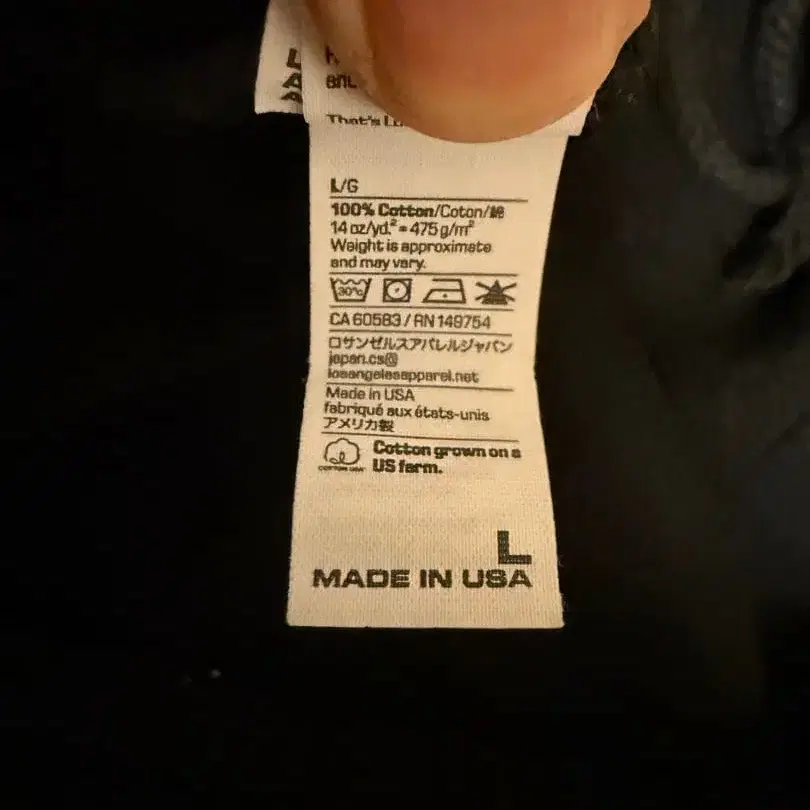 That's
L/G
100% Cotton/Coton/綿
14 oz/yd.² = 475 g/m²
Weight is approximate
and may vary.
30°c
CA 60583 / RN 149754
ロサンゼルスアパレルジャパン
japan.cs@
losangelesapparel.net
Made in USA
fabriqué aux états-unis
アメリカ製
COTTON USA
Cotton grown on a
US farm.
L
MADE IN USA